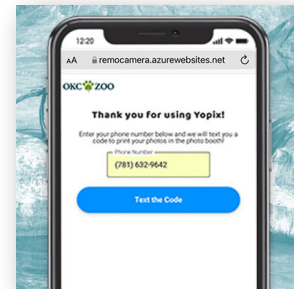 12:20
AA remocamera.azurewebsites.net
OKC ZOO
Thank you for using Yopix!
Enter your phone number below and we will text you a
code to print your photos in the photo booth!
Phone Number
(781) 632-9642
Text the Code